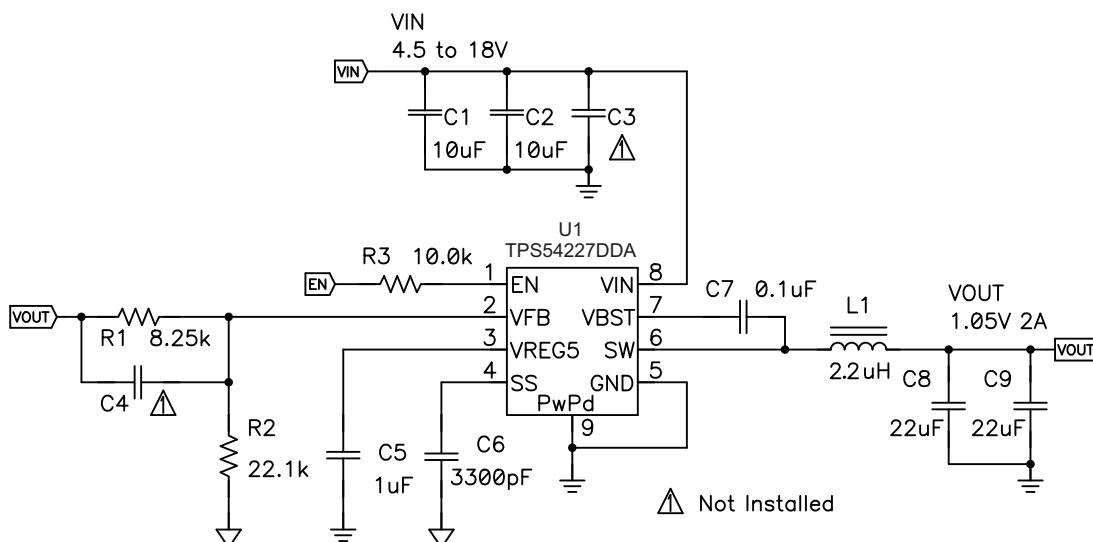 VIN
4.5 to 18V
VIN
C1
10uF
C2
10uF
C3
1
U1
TPS54227DDA
R3 10.0k
EN
1 EN
2 VFB
3 VREG5
4 SS
VIN 8
VBST 7
SW 6
GND 5
PwPd
9
VOUT
R1 8.25k
C4 1
R2
22.1k
C5
1uF
C6
3300pF
C7 0.1uF
L1
2.2uH
VOUT
1.05V 2A
VOUT
C8
22uF
C9
22uF
1 Not Installed